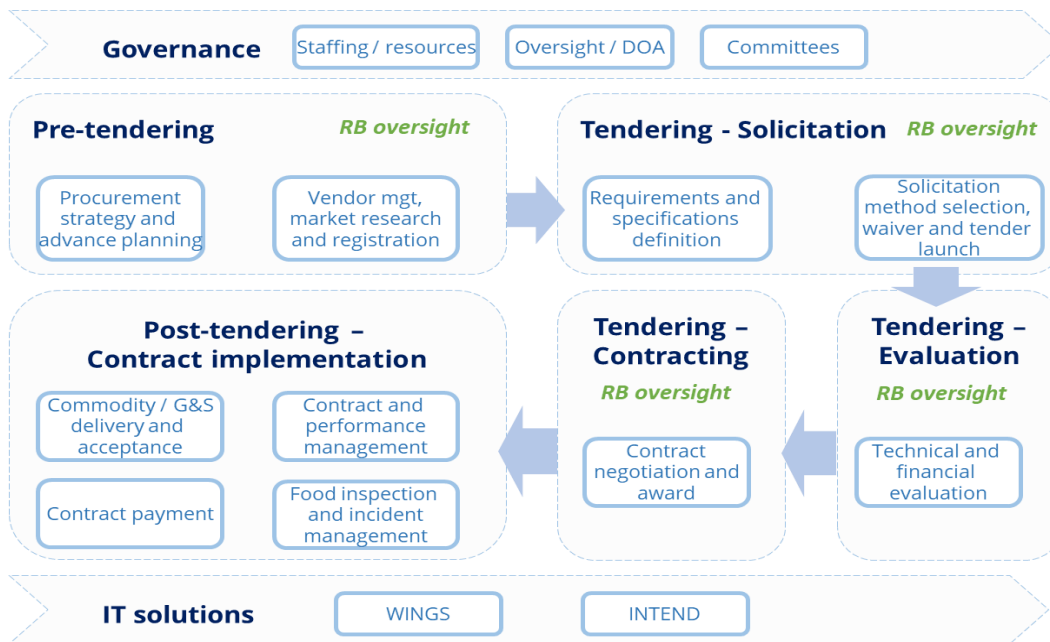 Governance
Staffing / resources
Oversight / DOA
Committees
Pre-tendering
RB oversight
Procurement
strategy and
advance planning
Vendor mgt,
market research
and registration
Tendering - Solicitation
RB oversight
Requirements and
specifications
definition
Solicitation
method selection,
waiver and tender
launch
Tendering –
Evaluation
RB oversight
Technical and
financial
evaluation
Tendering –
Contracting
RB oversight
Contract
negotiation and
award
Post-tendering –
Contract implementation
Commodity / G&S
delivery and
acceptance
Contract and
performance
management
Contract payment
Food inspection
and incident
management
IT solutions
WINGS
INTEND